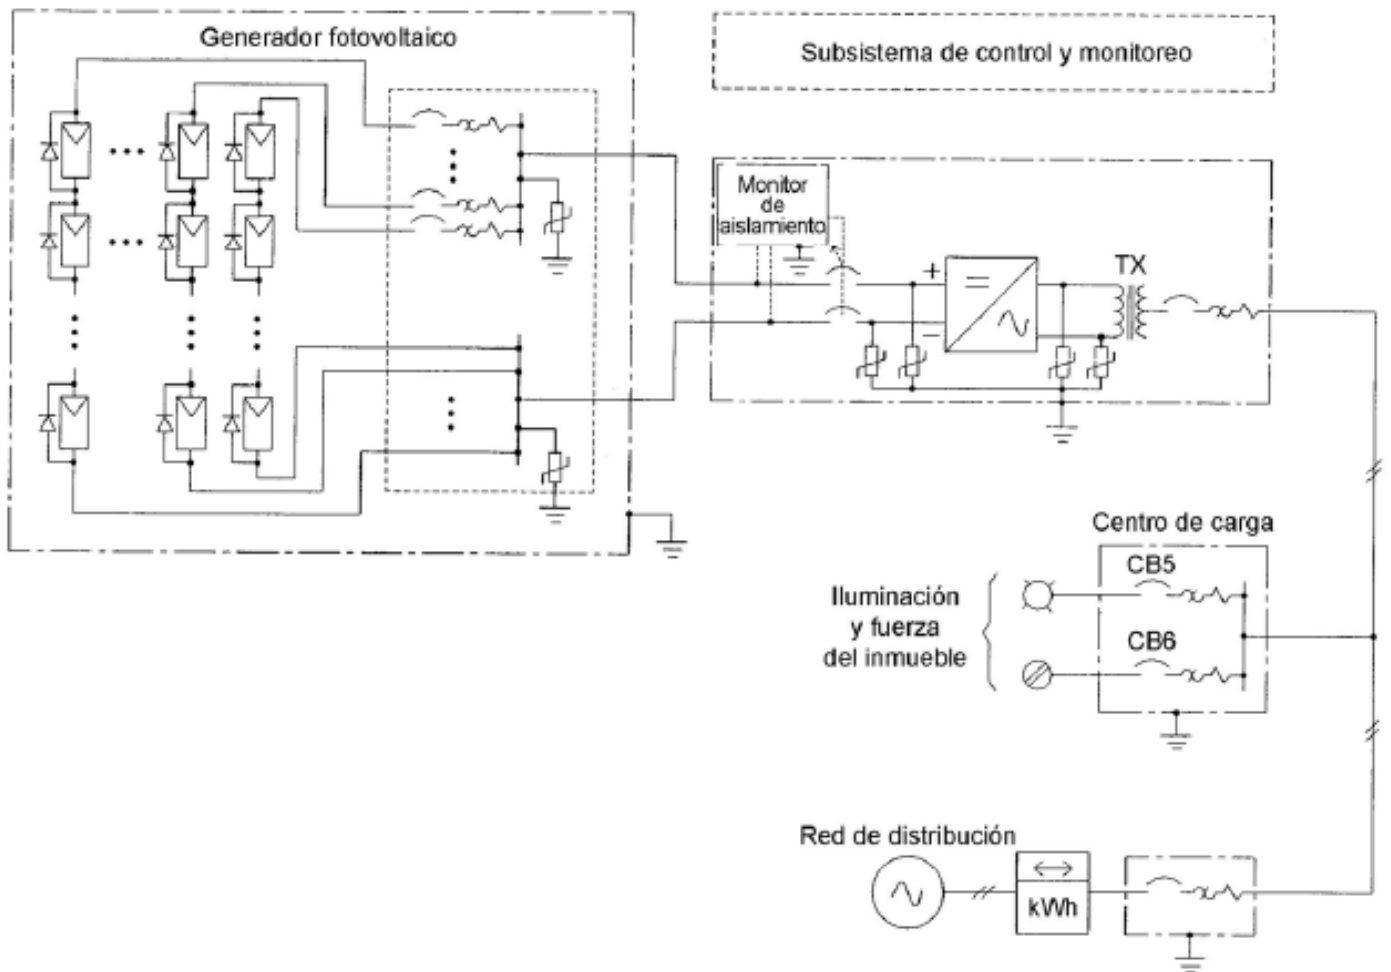 Generador fotovoltaico
Subsistema de control y monitoreo
Monitor
de
aislamiento
+
−
TX
Centro de carga
CB5
CB6
Iluminación
y fuerza
del inmueble
Red de distribución
kWh